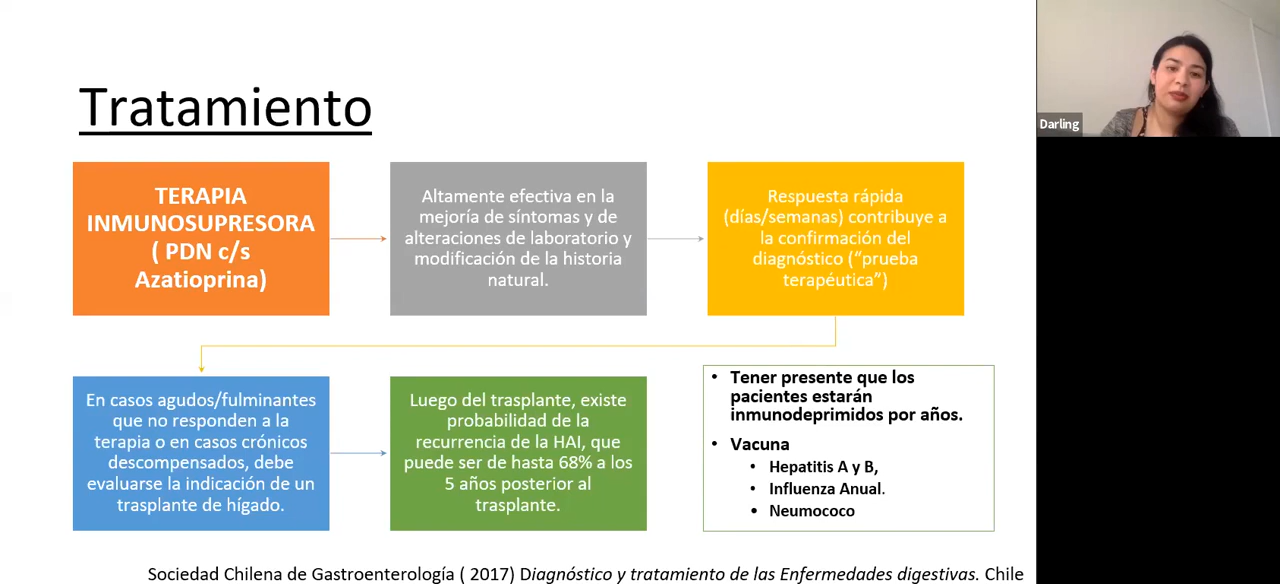 Tratamiento
TERAPIA
INMUNOSUPRESORA
( PDN c/s
Azatioprina)
Altamente efectiva en la
mejoría de síntomas y de
alteraciones de laboratorio y
modificación de la historia
natural.
Respuesta rápida
(días/semanas) contribuye a
la confirmación del
diagnóstico (“prueba
terapéutica”)
En casos agudos/fulminantes
que no responden a la
terapia o en casos crónicos
descompensados, debe
evaluarse la indicación de un
trasplante de hígado.
Luego del trasplante, existe
probabilidad de la
recurrencia de la HAI, que
puede ser de hasta 68% a los
5 años posterior al
trasplante.
• Tener presente que los
pacientes estarán
inmunodeprimidos por años.
• Vacuna
• Hepatitis A y B,
• Influenza Anual.
• Neumococo
Sociedad Chilena de Gastroenterología ( 2017) Diagnóstico y tratamiento de las Enfermedades digestivas. Chile
Darling